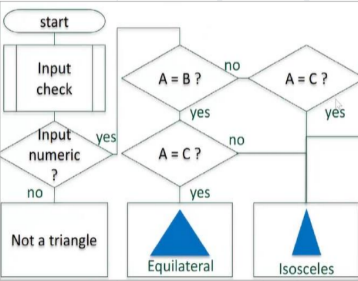 start
Input
check
Input
numeric
?
yes
no
Not a triangle
A = B ?
no
yes
A = C ?
no
yes
Equilateral
A = C ?
yes
Isosceles